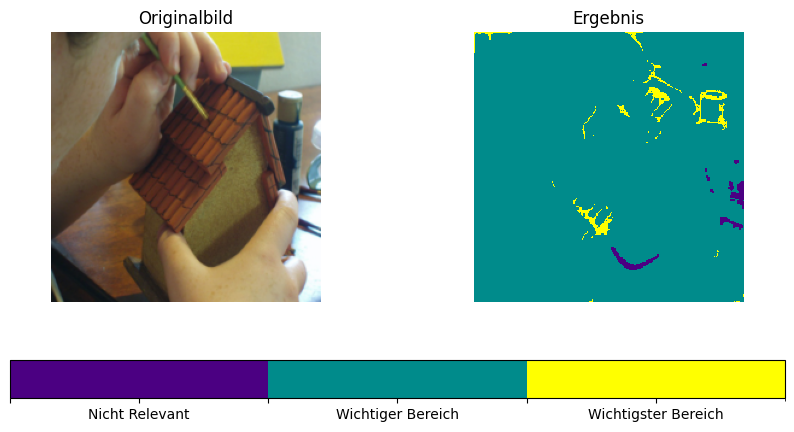 Originalbild
Ergebnis
Nicht Relevant
Wichtiger Bereich
Wichtigster Bereich